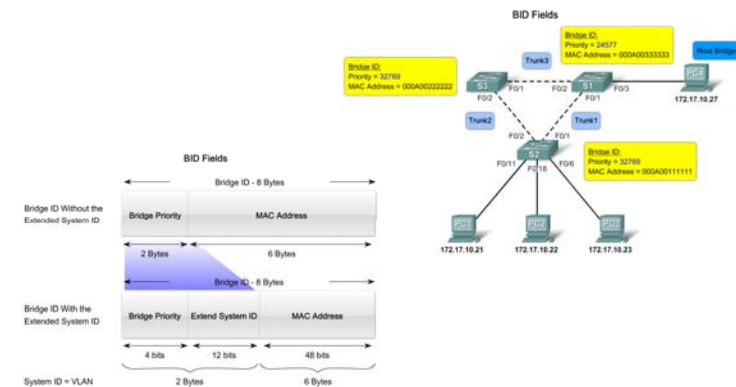 BID Fields
Bridge ID:
Priority = 24577
MAC Address = 000A00333333
Root Bridge
Bridge ID:
Priority = 32769
MAC Address = 000A00222222
Trunk3
S3
S1
PC4
F0/1
F0/2
F0/3
F0/2
F0/1
172.17.10.27
Trunk2
Trunk1
F0/2
F0/1
S2
F0/11
F0/18
F0/6
Bridge ID:
Priority = 32769
MAC Address = 000A00111111
PC1
PC2
PC3
172.17.10.21
172.17.10.22
172.17.10.23
BID Fields
Bridge ID - 8 Bytes
Bridge ID Without the
Extended System ID
Bridge Priority
MAC Address
2 Bytes
6 Bytes
Bridge ID - 8 Bytes
Bridge ID With the
Extended System ID
Bridge Priority
Extend System ID
MAC Address
4 bits
12 bits
48 bits
System ID = VLAN
2 Bytes
6 Bytes